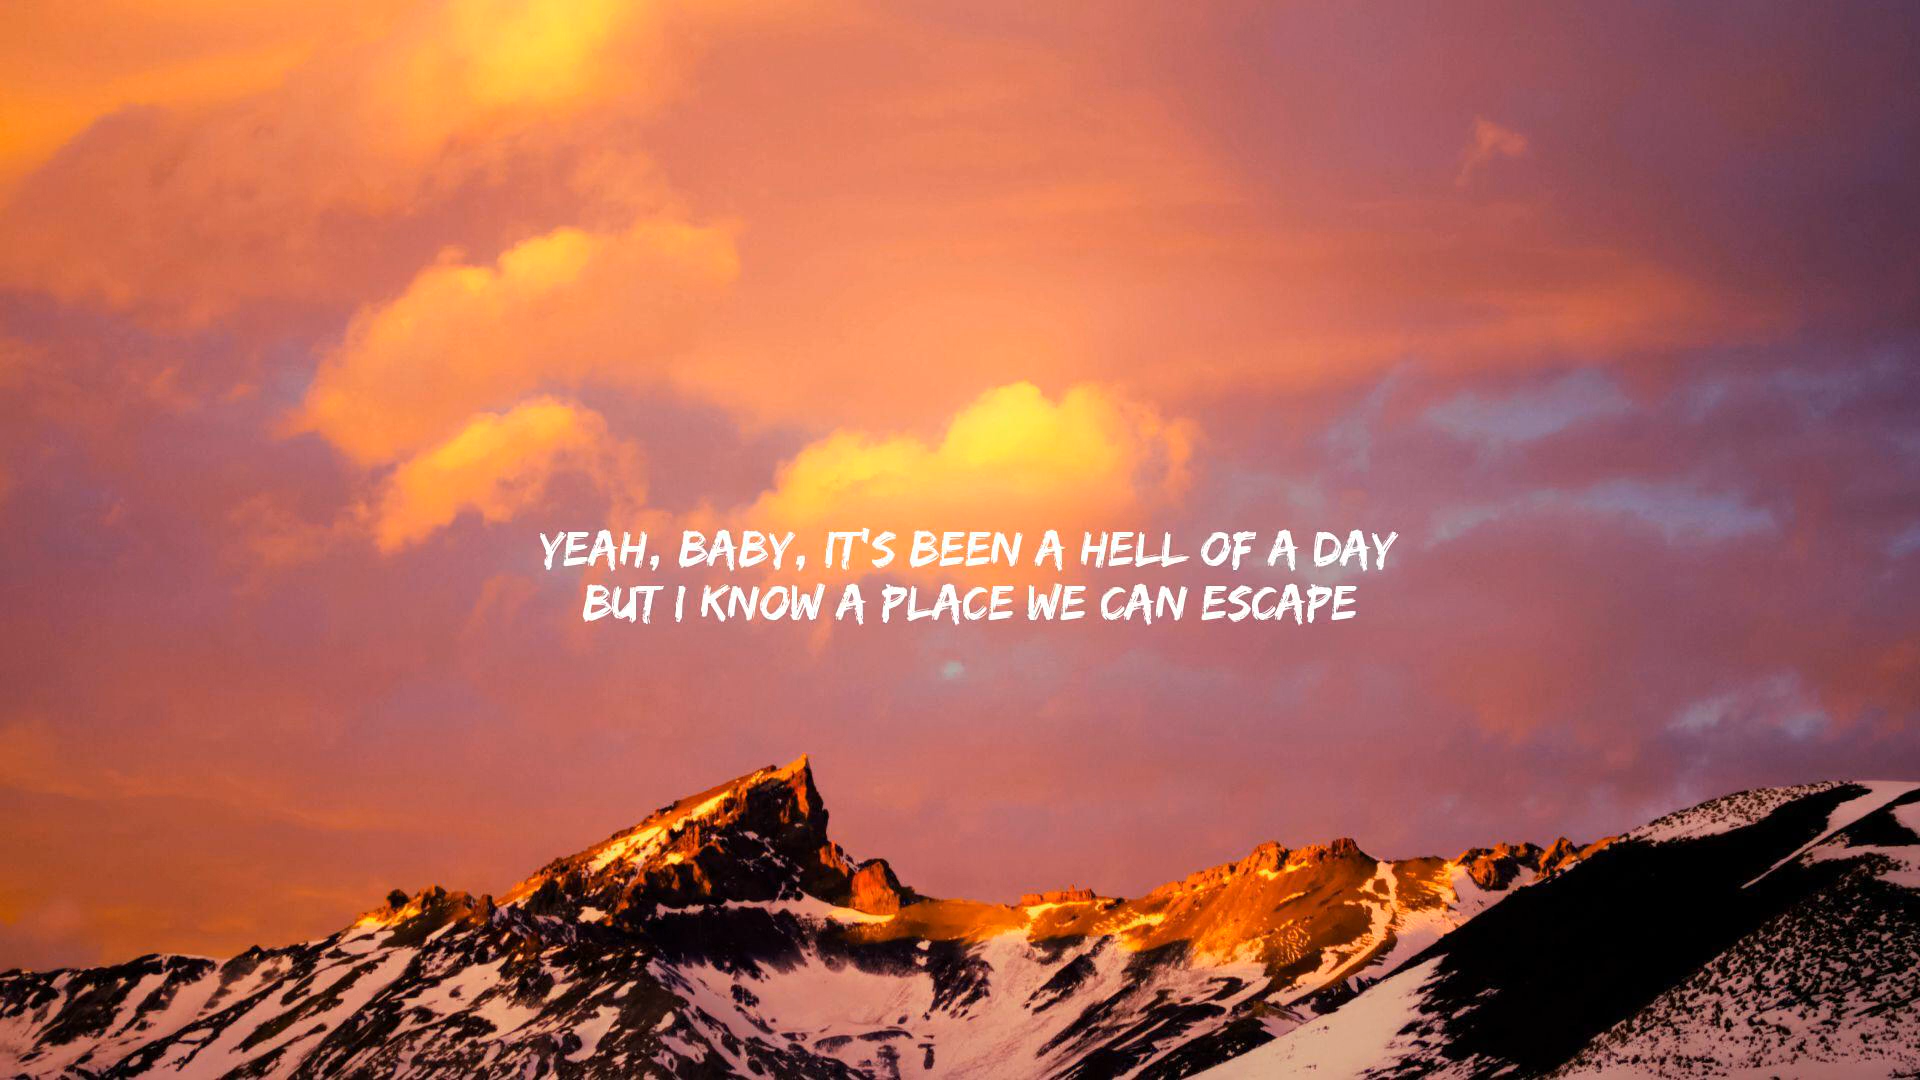 YEAH, BABY, IT'S BEEN A HELL OF A DAY
BUT I KNOW A PLACE WE CAN ESCAPE